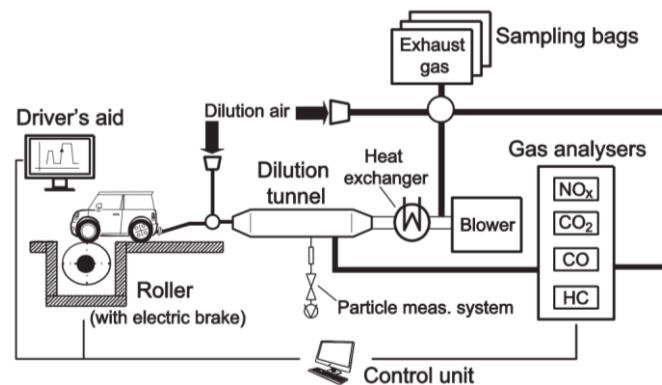 Exhaust
gas
Sampling bags
Dilution air
Driver's aid
Dilution
tunnel
Heat
exchanger
Blower
Gas analysers
NOX
CO2
CO
HC
Roller
(with electric brake)
Particle meas. system
Control unit